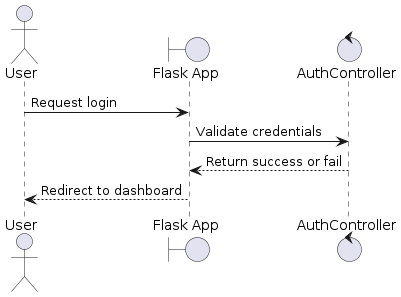 User
Flask App
AuthController
Request login
Validate credentials
Return success or fail
Redirect to dashboard
User
Flask App
AuthController